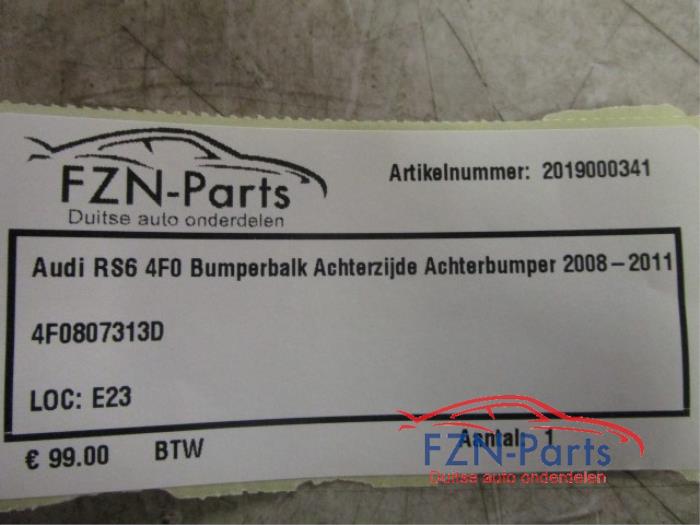 FZN-Parts
Duitse auto onderdelen
Artikelnummer: 2019000341
Audi RS6 4F0 Bumperbalk Achterzijde Achterbumper 2008-2011
4F0807313D
LOC: E23
€ 99.00 BTW Aantal: 1
FZN-Parts
Duitse auto onderdelen